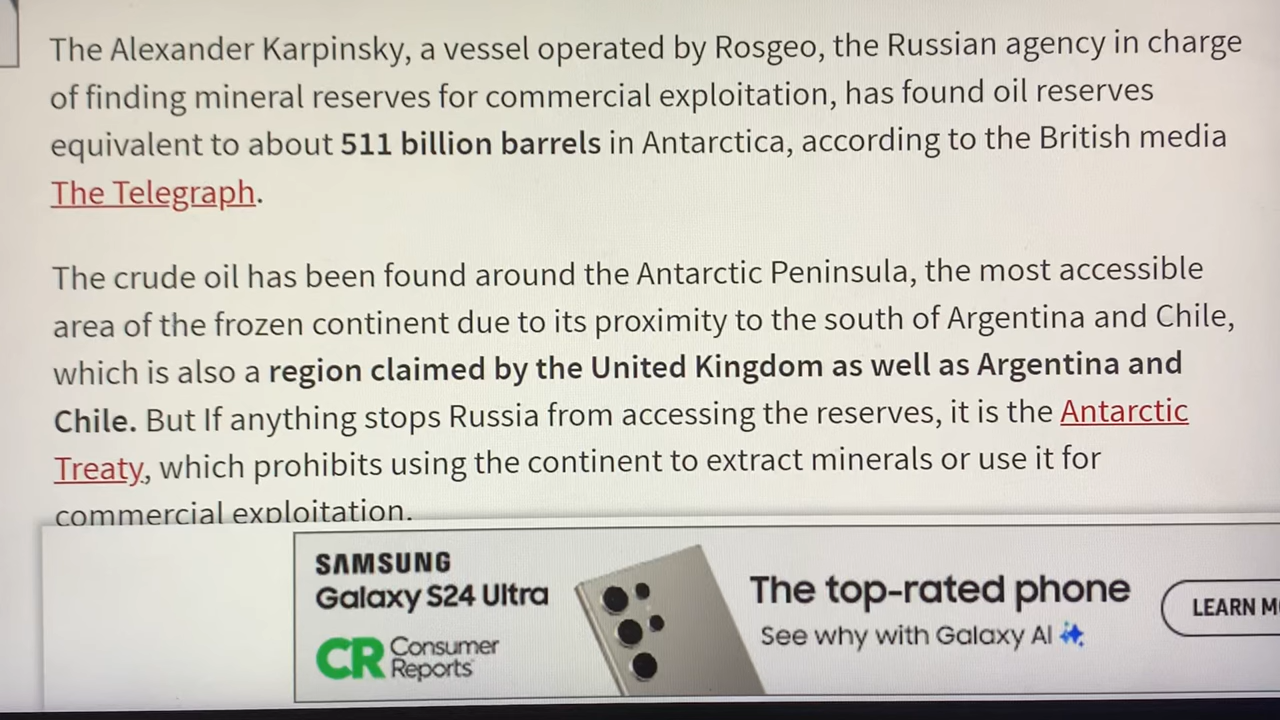 The Alexander Karpinsky, a vessel operated by Rosgeo, the Russian agency in charge
of finding mineral reserves for commercial exploitation, has found oil reserves
equivalent to about 511 billion barrels in Antarctica, according to the British media
The Telegraph.
The crude oil has been found around the Antarctic Peninsula, the most accessible
area of the frozen continent due to its proximity to the south of Argentina and Chile,
which is also a region claimed by the United Kingdom as well as Argentina and
Chile. But If anything stops Russia from accessing the reserves, it is the Antarctic
Treaty, which prohibits using the continent to extract minerals or use it for
commercial exploitation.
SAMSUNG
Galaxy S24 Ultra
CR Consumer
Reports
The top-rated phone
See why with Galaxy AI
LEARN